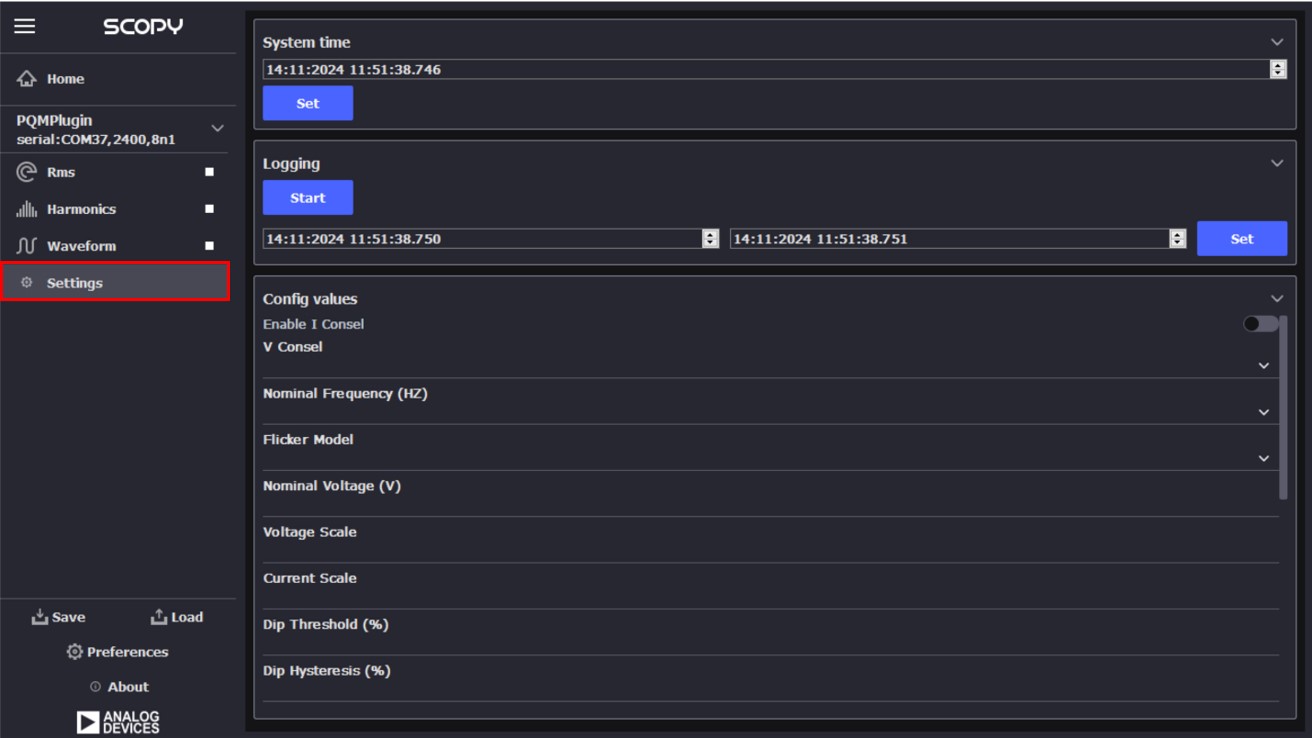 SCOPY
Home
PQMPlugin
serial:COM37,2400,8n1
Rms
Harmonics
Waveform
Settings
Save Load
Preferences
About
ANALOG
DEVICES
System time
14:11:2024 11:51:38.746
Set
Logging
Start
14:11:2024 11:51:38.750 14:11:2024 11:51:38.751 Set
Config values
Enable I Consel
V Consel
Nominal Frequency (HZ)
Flicker Model
Nominal Voltage (V)
Voltage Scale
Current Scale
Dip Threshold (%)
Dip Hysteresis (%)